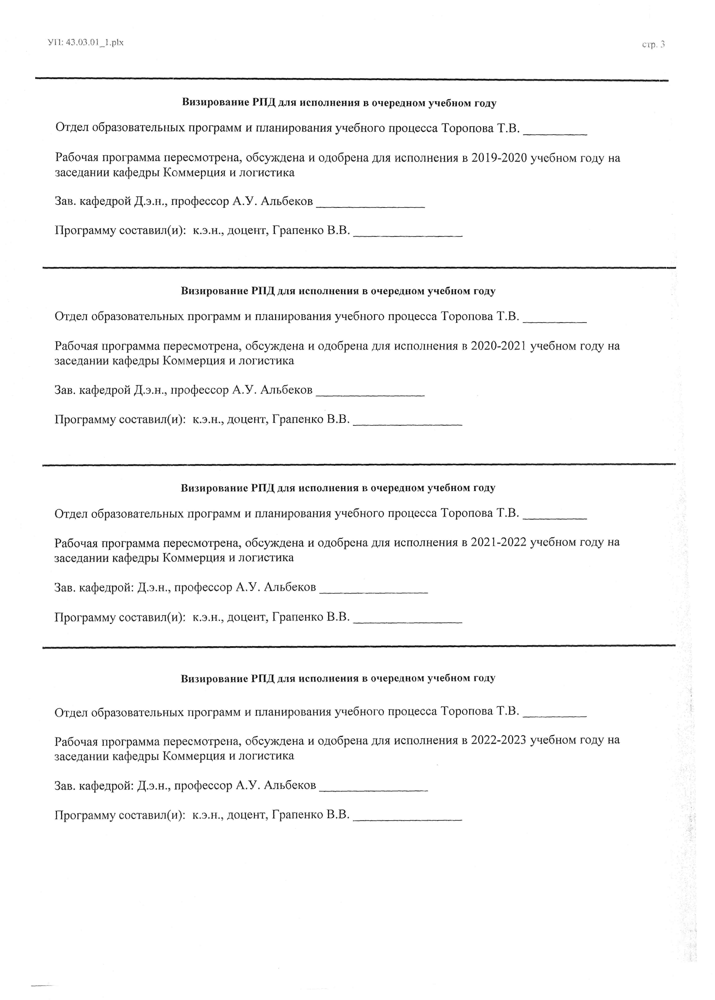 УП: 43.03.01_1.plx
стр. 3
Визирование РПД для исполнения в очередном учебном году
Отдел образовательных программ и планирования учебного процесса Торопова Т.В. __________
Рабочая программа пересмотрена, обсуждена и одобрена для исполнения в 2019-2020 учебном году на
заседании кафедры Коммерция и логистика
Зав. кафедрой Д.э.н., профессор А.У. Альбеков _________________
Программу составил(и): к.э.н., доцент, Грапенко В.В. _________________
Визирование РПД для исполнения в очередном учебном году
Отдел образовательных программ и планирования учебного процесса Торопова Т.В. __________
Рабочая программа пересмотрена, обсуждена и одобрена для исполнения в 2020-2021 учебном году на
заседании кафедры Коммерция и логистика
Зав. кафедрой Д.э.н., профессор А.У. Альбеков _________________
Программу составил(и): к.э.н., доцент, Грапенко В.В. _________________
Визирование РПД для исполнения в очередном учебном году
Отдел образовательных программ и планирования учебного процесса Торопова Т.В. __________
Рабочая программа пересмотрена, обсуждена и одобрена для исполнения в 2021-2022 учебном году на
заседании кафедры Коммерция и логистика
Зав. кафедрой: Д.э.н., профессор А.У. Альбеков _________________
Программу составил(и): к.э.н., доцент, Грапенко В.В. _________________
Визирование РПД для исполнения в очередном учебном году
Отдел образовательных программ и планирования учебного процесса Торопова Т.В. __________
Рабочая программа пересмотрена, обсуждена и одобрена для исполнения в 2022-2023 учебном году на
заседании кафедры Коммерция и логистика
Зав. кафедрой: Д.э.н., профессор А.У. Альбеков _________________
Программу составил(и): к.э.н., доцент, Грапенко В.В. _________________